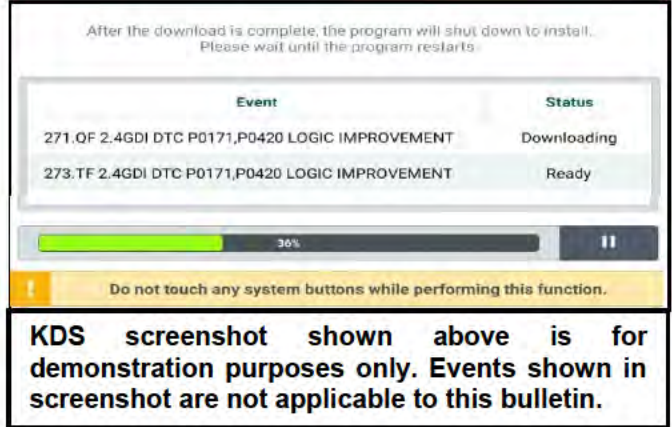 After the download is complete, the program will shut down to install.
Please wait until the program restarts
Event Status
271.QF 2.4GDI DTC P0171,P0420 LOGIC IMPROVEMENT Downloading
273.TF 2.4GDI DTC P0171,P0420 LOGIC IMPROVEMENT Ready
36%
! Do not touch any system buttons while performing this function.
KDS screenshot shown above is for
demonstration purposes only. Events shown in
screenshot are not applicable to this bulletin.